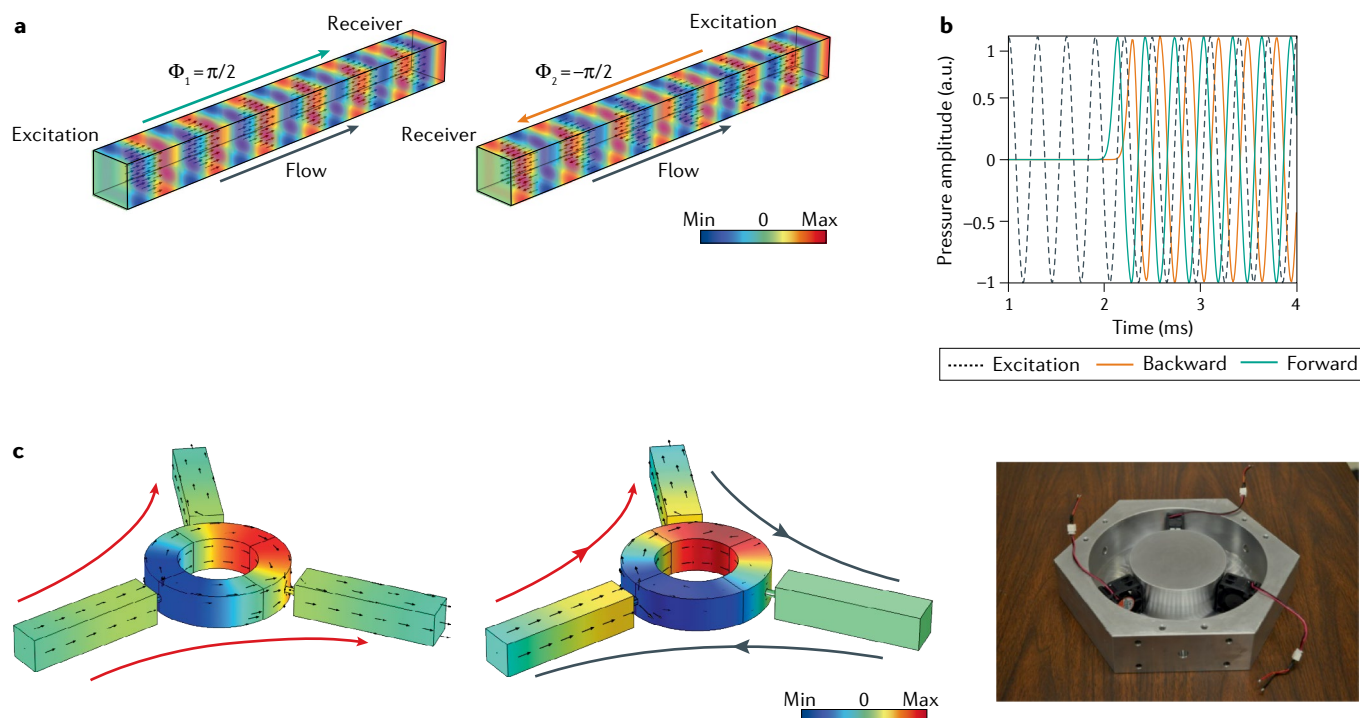 a
Receiver
Φ1 = π/2
Excitation
Flow
Excitation
Φ2 = −π/2
Receiver
Flow
Min 0 Max
b
Pressure amplitude (a.u.)
1
0.5
0
−0.5
−1
1 2 3 4
Time (ms)
Excitation Backward Forward
c
Min 0 Max